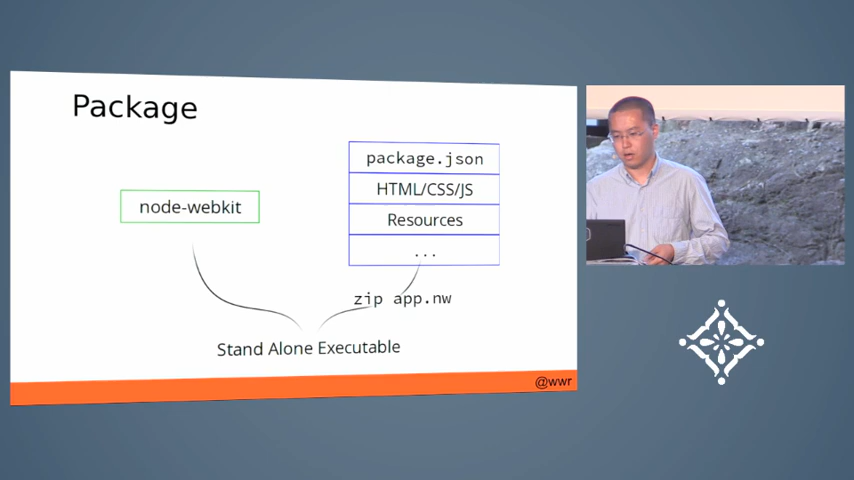 Package
package.json
HTML/CSS/JS
node-webkit
Resources
...
zip app.nw
Stand Alone Executable
@wwr